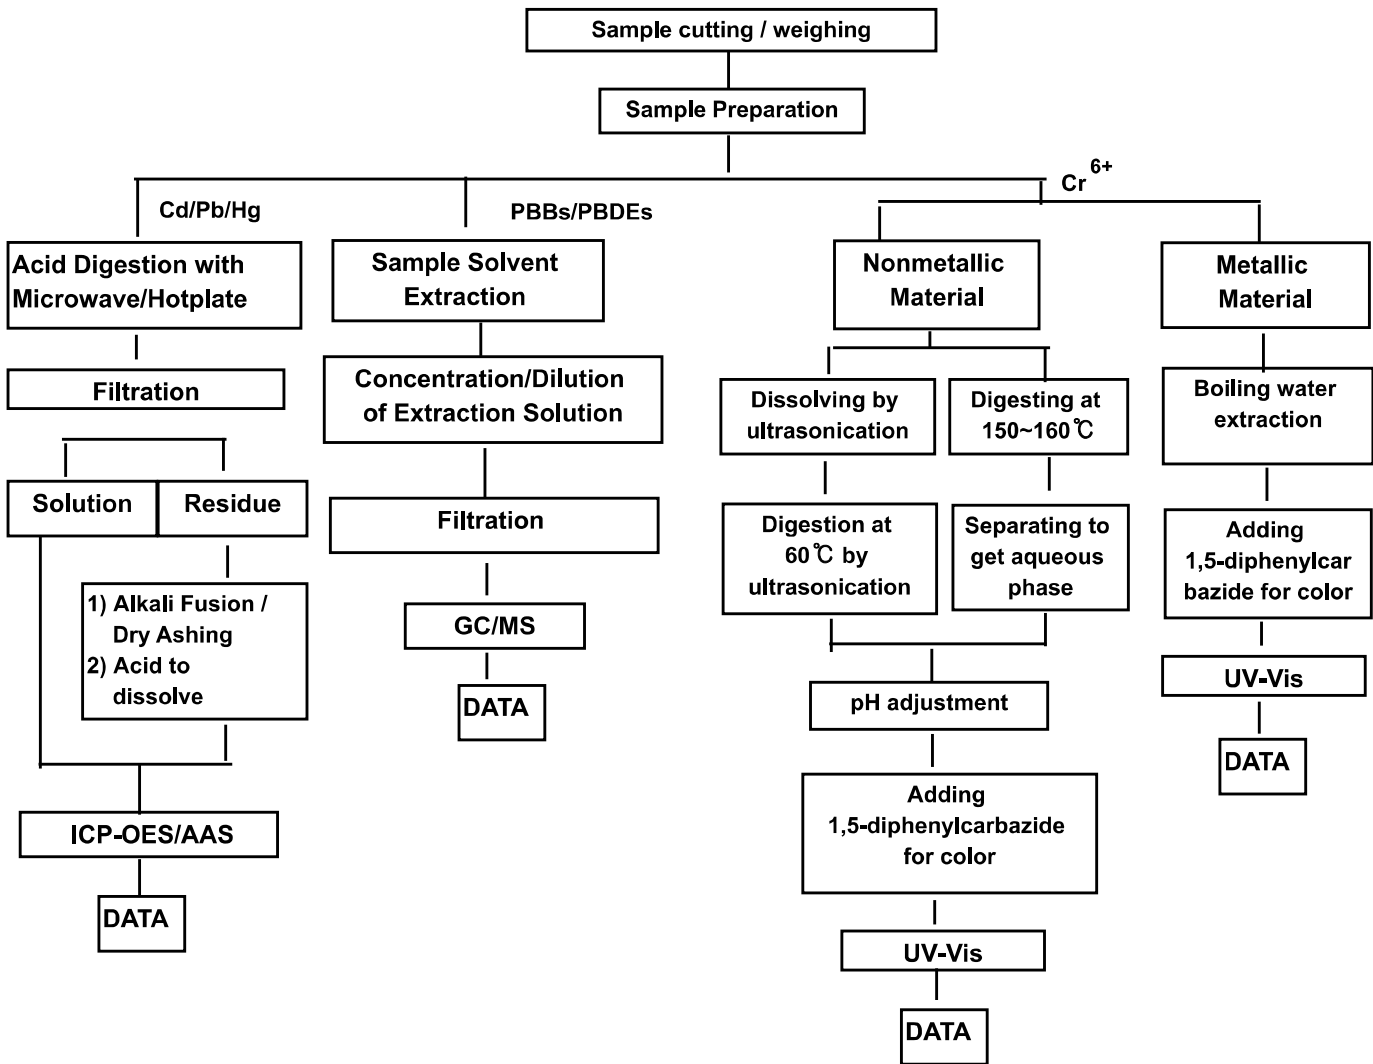 Sample cutting / weighing
Sample Preparation
Cr 6+
Cd/Pb/Hg
PBBs/PBDEs
Acid Digestion with
Microwave/Hotplate
Filtration
Solution
Residue
1) Alkali Fusion /
Dry Ashing
2) Acid to
dissolve
ICP-OES/AAS
DATA
Sample Solvent
Extraction
Concentration/Dilution
of Extraction Solution
Filtration
GC/MS
DATA
Nonmetallic
Material
Dissolving by
ultrasonication
Digestion at
60℃ by
ultrasonication
Digesting at
150~160℃
Separating to
get aqueous
phase
pH adjustment
Adding
1,5-diphenylcarbazide
for color
UV-Vis
DATA
Metallic
Material
Boiling water
extraction
Adding
1,5-diphenylcar
bazide for color
UV-Vis
DATA